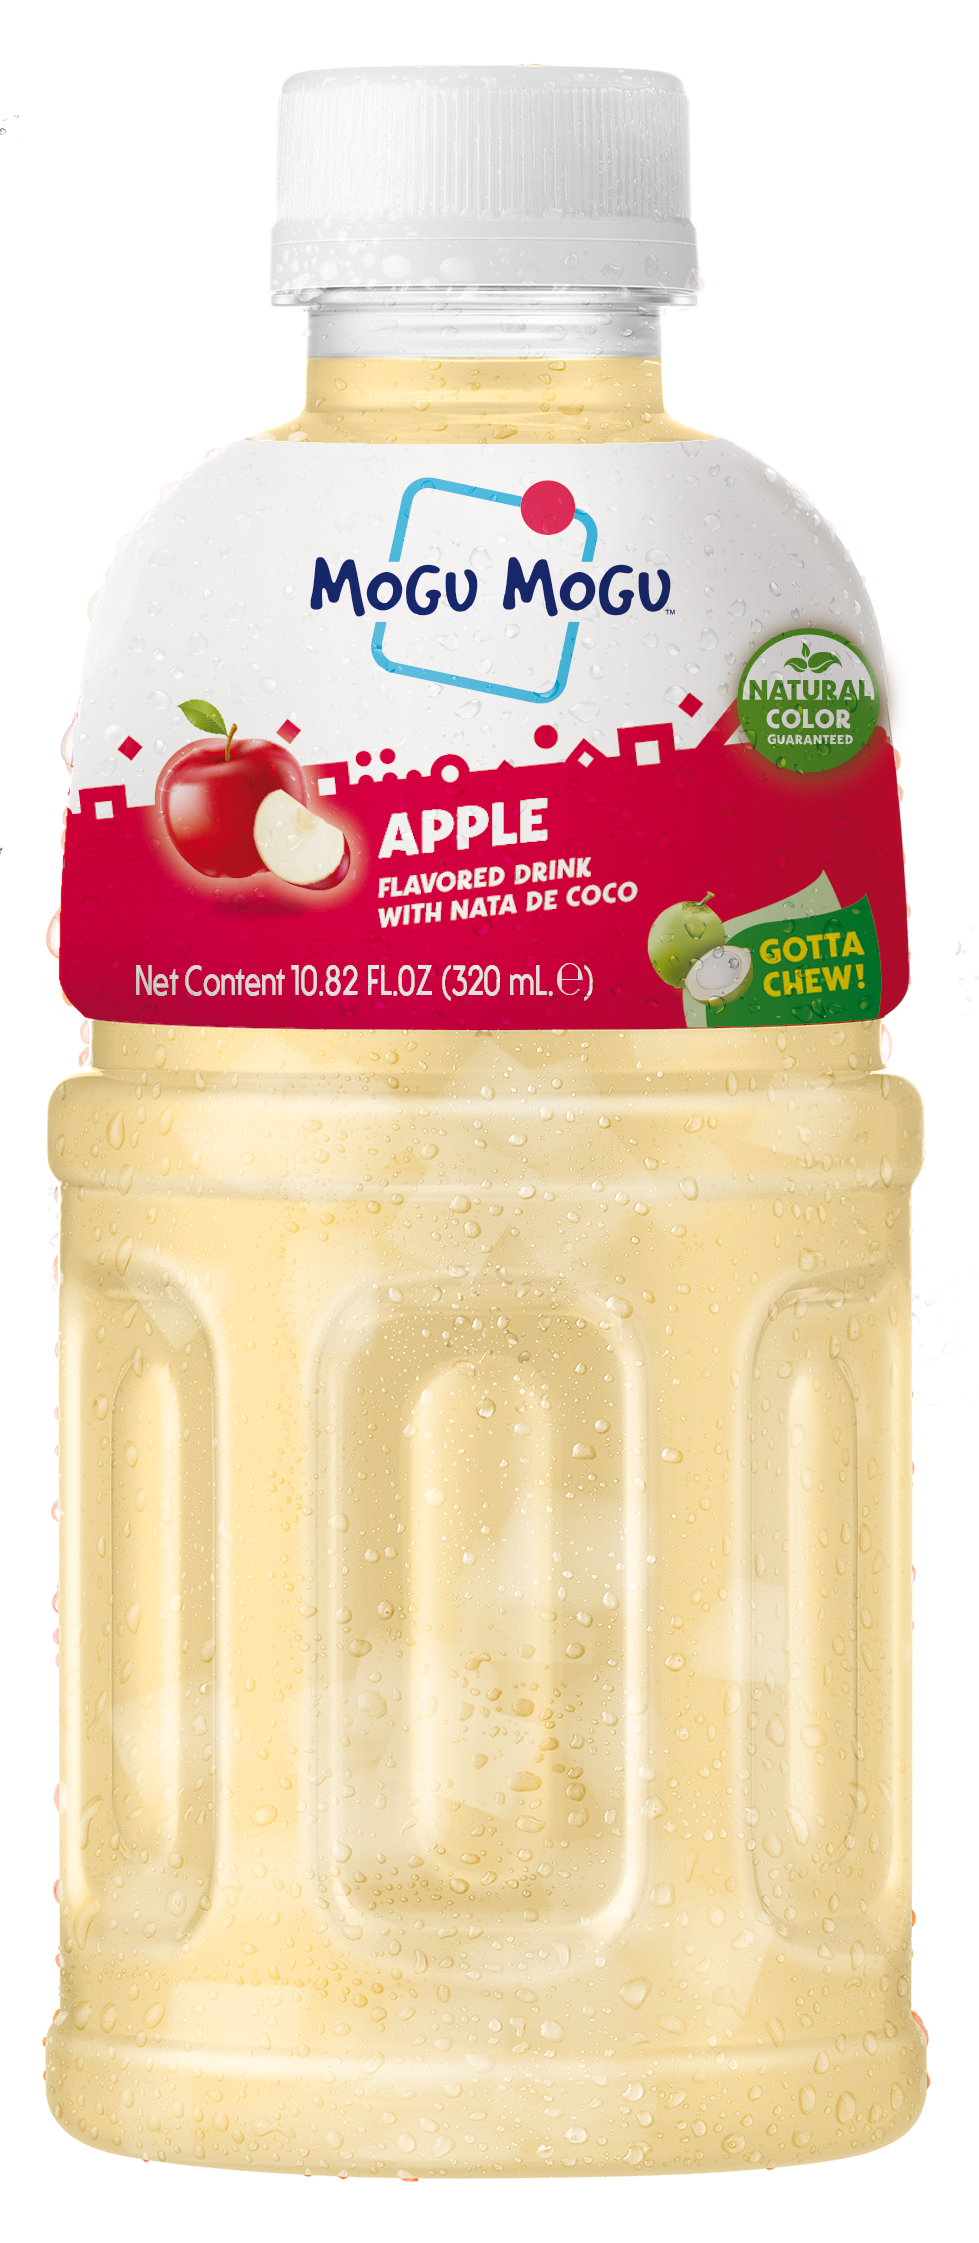 MOGU MOGU™
NATURAL
COLOR
GUARANTEED
APPLE
FLAVORED DRINK
WITH NATA DE COCO
GOTTA
CHEW!
Net Content 10.82 FL.OZ (320 mL.℮)